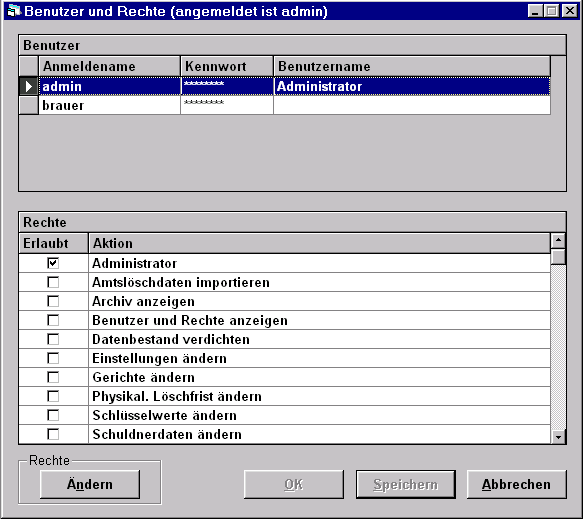 Benutzer und Rechte (angemeldet ist admin)
Benutzer
Anmeldename Kennwort Benutzername
admin ******** Administrator
brauer ********
Rechte
Erlaubt Aktion
Administrator
Amtslöschdaten importieren
Archiv anzeigen
Benutzer und Rechte anzeigen
Datenbestand verdichten
Einstellungen ändern
Gerichte ändern
Physikal. Löschfrist ändern
Schlüsselwerte ändern
Schuldnerdaten ändern
Rechte
Ändern OK Speichern Abbrechen